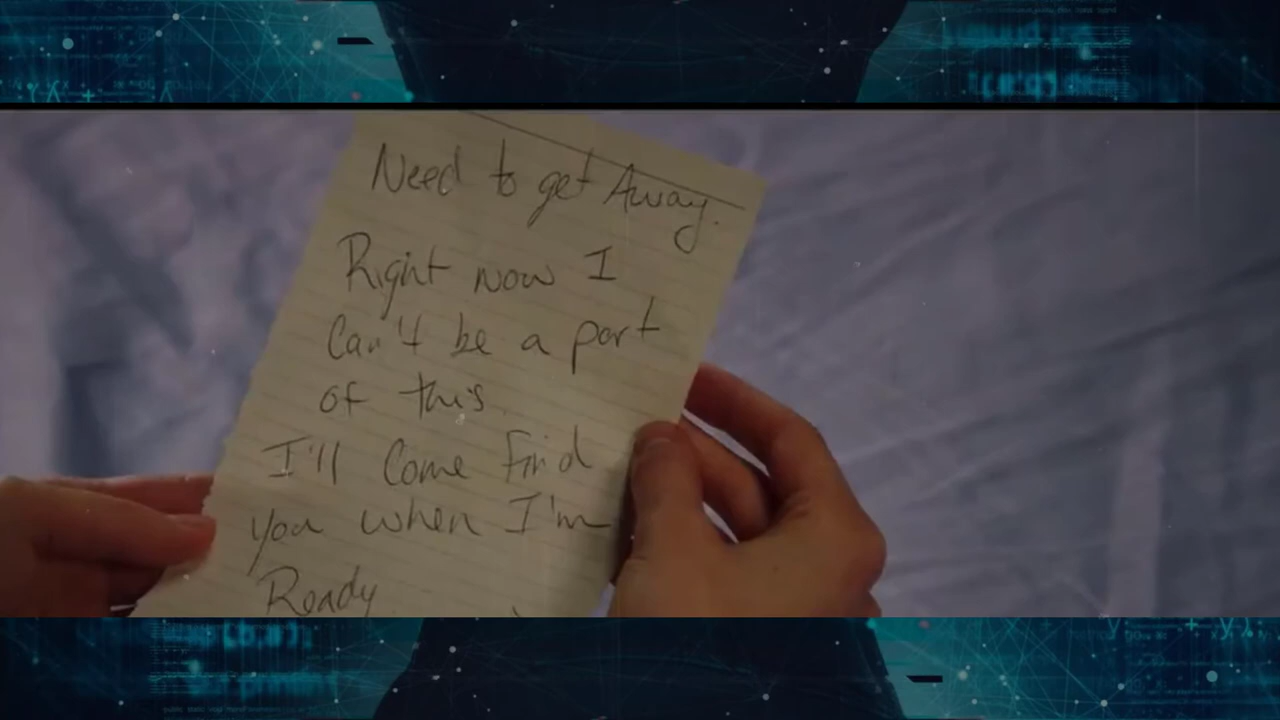 Need to get Away.
Right now I
Can't be a part
of this.
I'll Come find
you when I'm
Ready